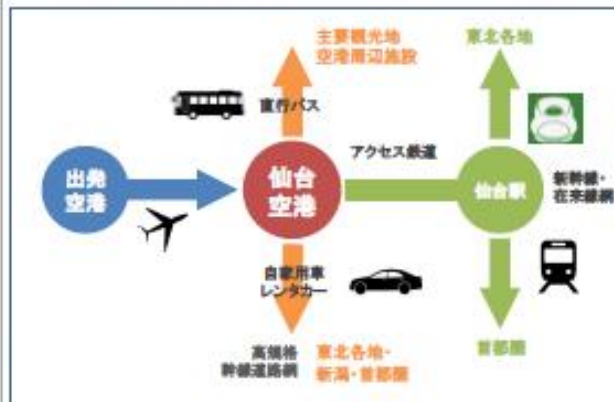 主要観光地
空港周辺施設
東北各地
直行バス
アクセス鉄道
出発
空港
仙台
空港
仙台駅
新幹線・
在来線網
自家用車
レンタカー
高規格
幹線道路網
東北各地・
新潟・首都圏
首都圏